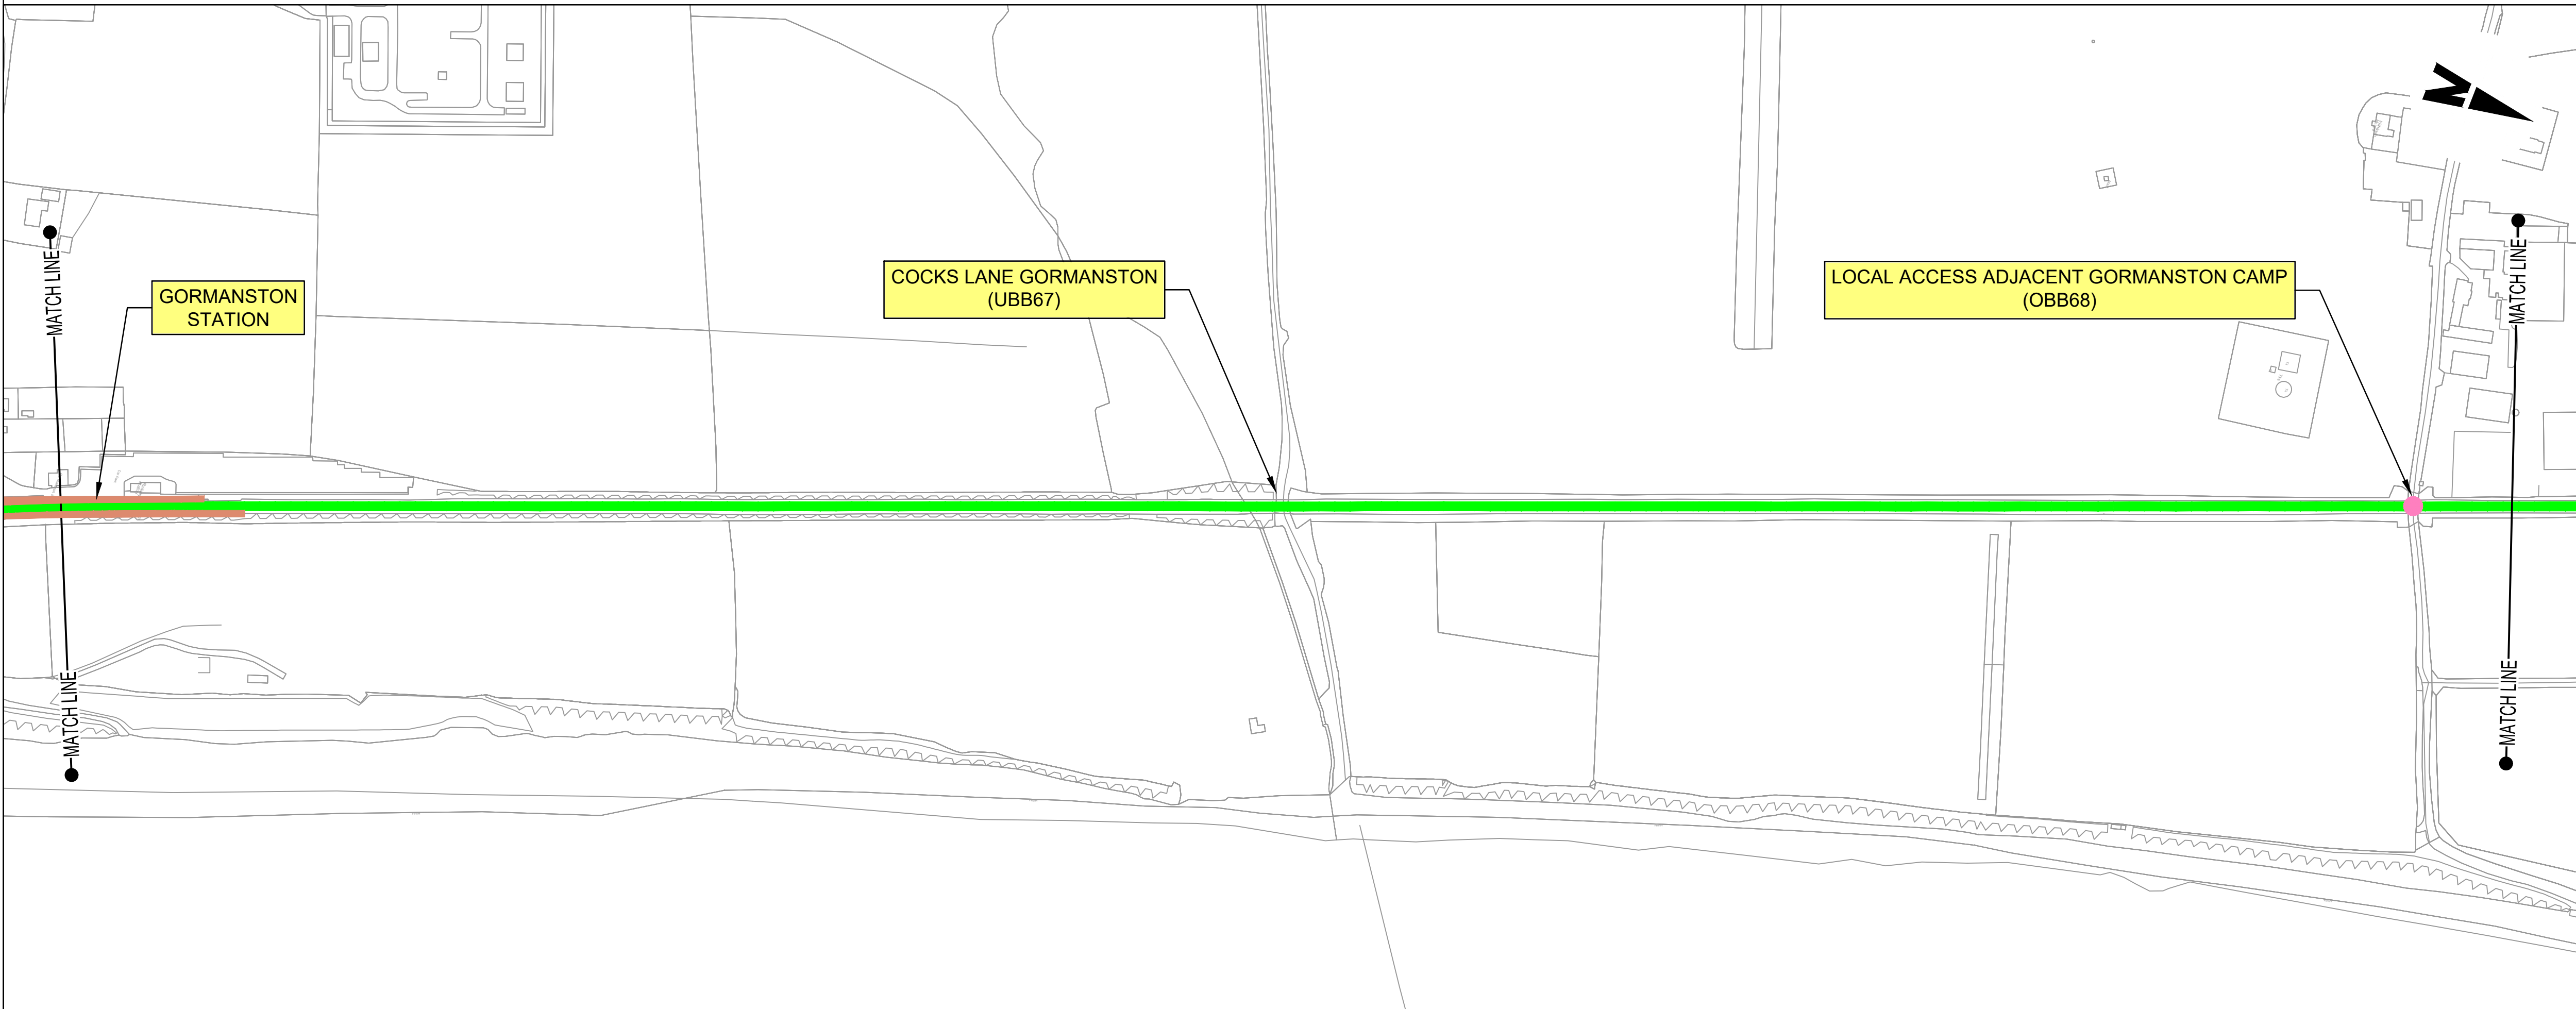 N
MATCH LINE
MATCH LINE
GORMANSTON
STATION
COCKS LANE GORMANSTON
(UBB67)
LOCAL ACCESS ADJACENT GORMANSTON CAMP
(OBB68)
MATCH LINE
MATCH LINE